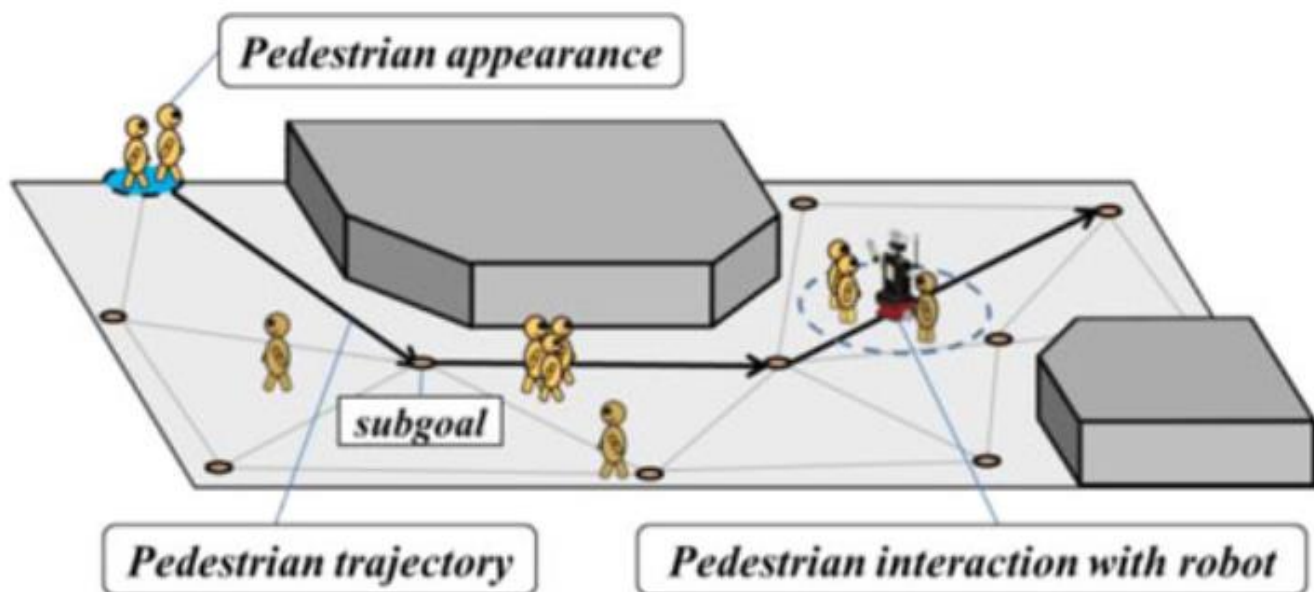 Pedestrian appearance
subgoal
Pedestrian trajectory
Pedestrian interaction with robot